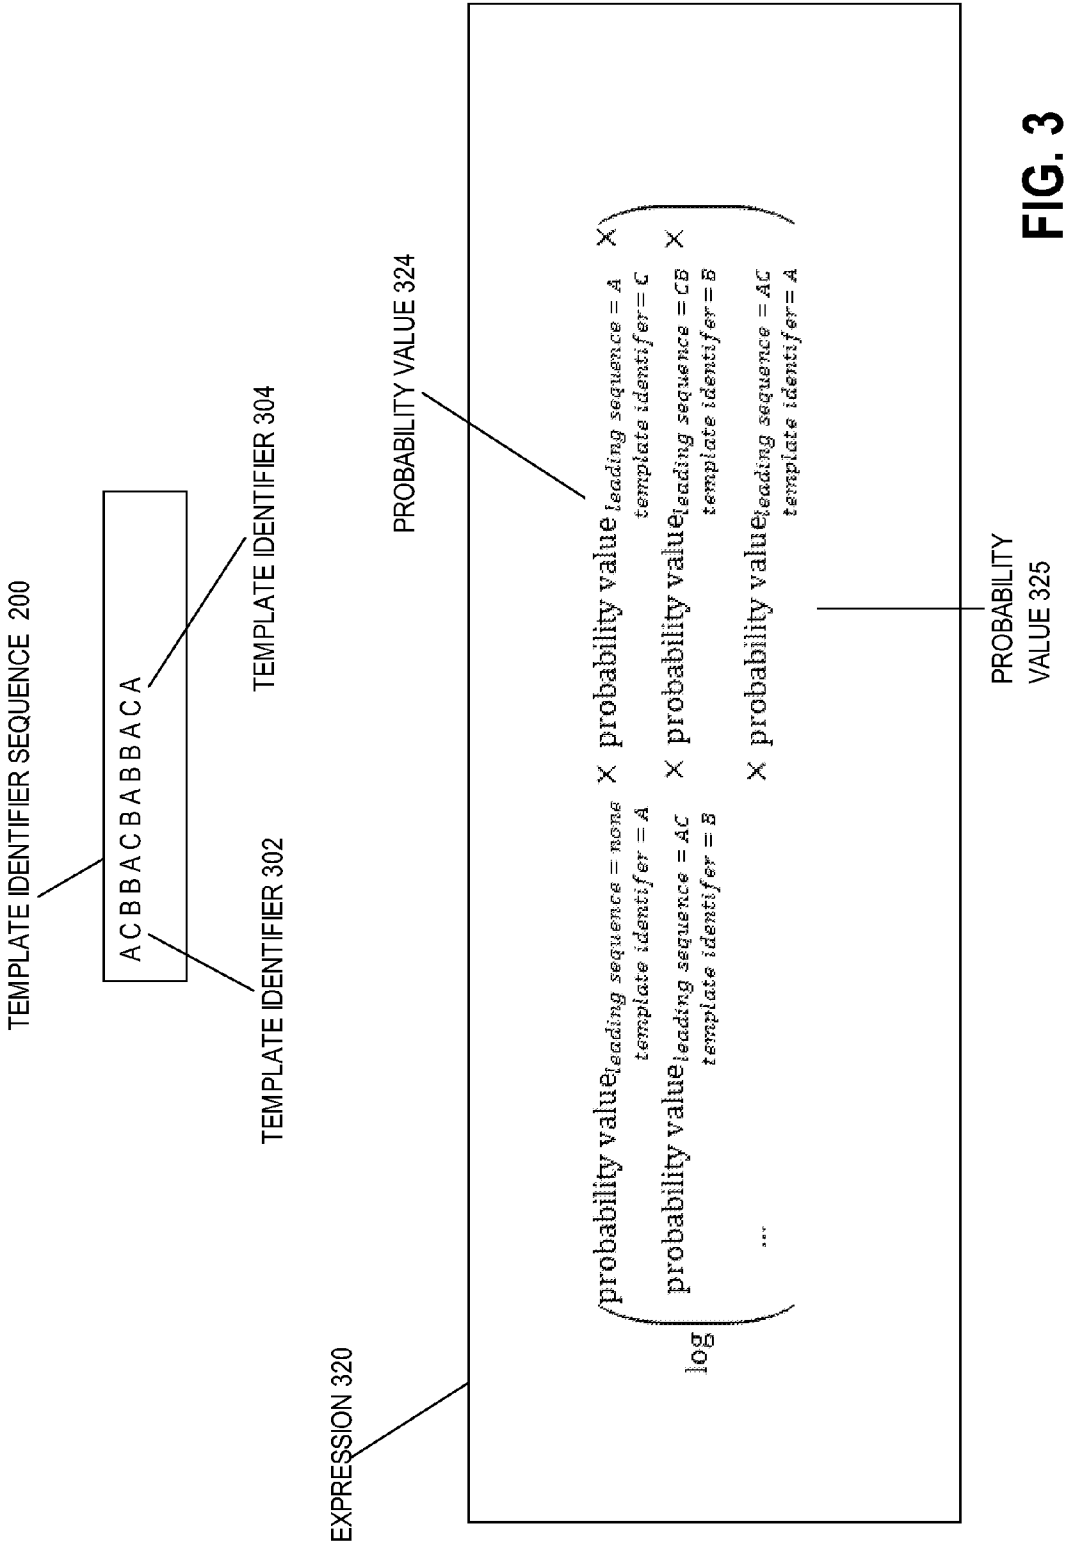 TEMPLATE IDENTIFIER SEQUENCE 200
A C B B A C B A B B A C A
TEMPLATE IDENTIFIER 302
TEMPLATE IDENTIFIER 304
EXPRESSION 320
PROBABILITY VALUE 324
log
probability value leading sequence = none × probability value leading sequence = A ×
template identifer = A template identifer= C
probability value leading sequence = AC × probability value leading sequence = CB ×
template identifer = B template identifer= B
... × probability value leading sequence = AC
template identifer= A
PROBABILITY
VALUE 325
FIG. 3